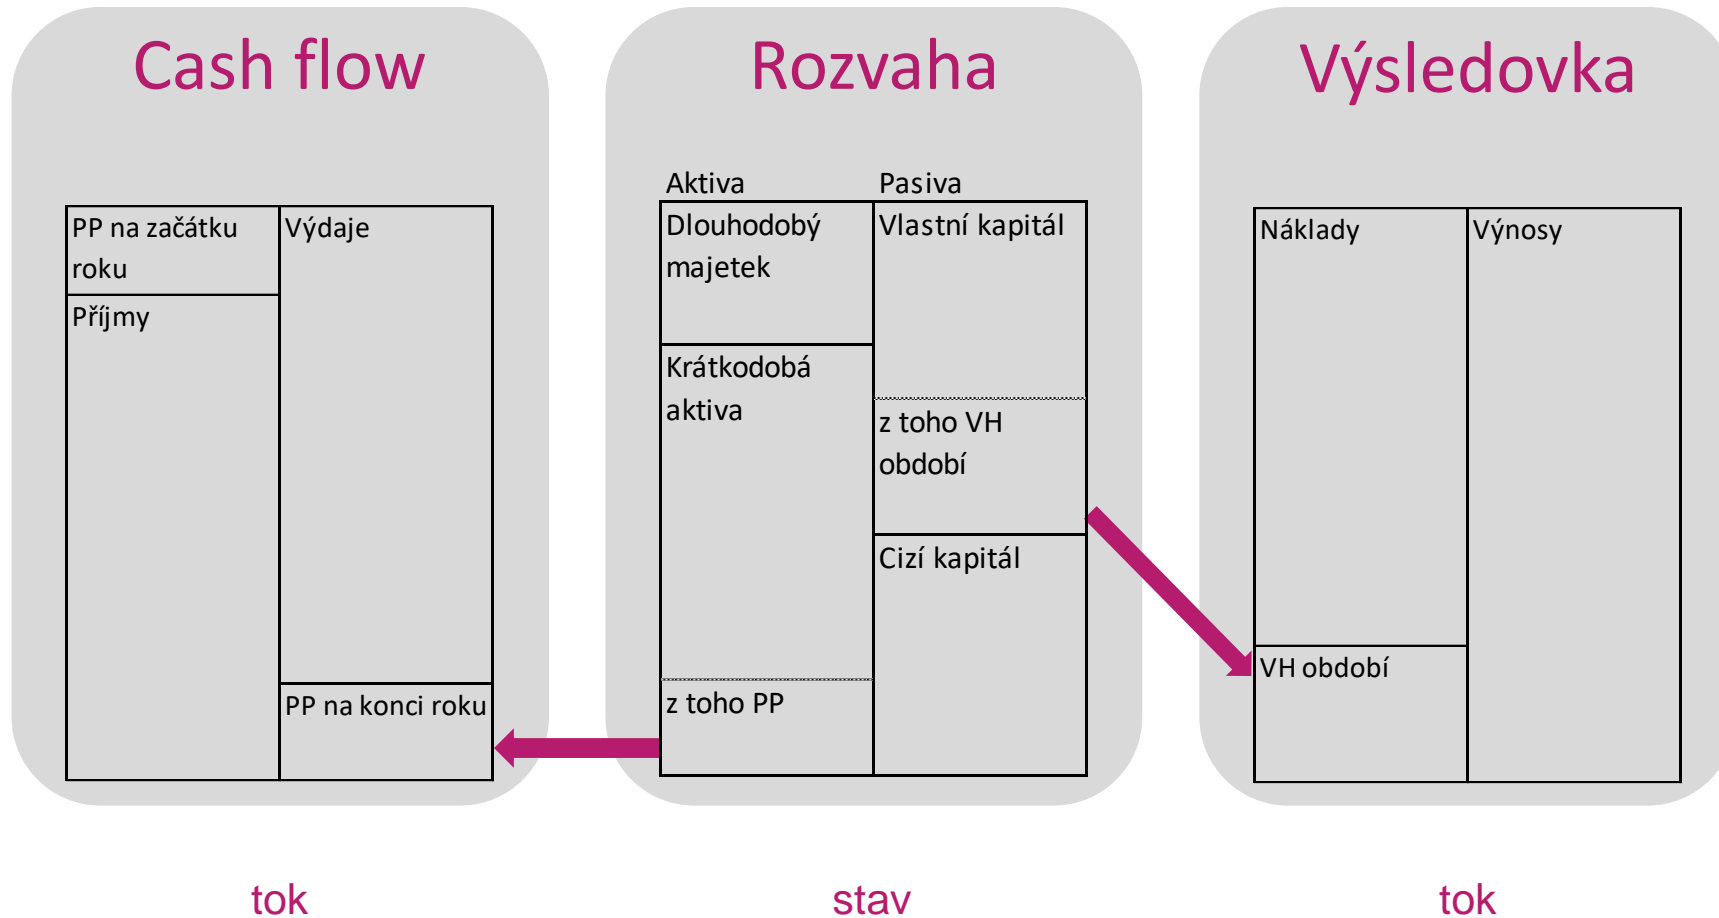 Cash flow
PP na začátku
roku
Výdaje
Příjmy
PP na konci roku
tok
Rozvaha
Aktiva
Pasiva
Dlouhodobý
majetek
Vlastní kapitál
Krátkodobá
aktiva
z toho VH
období
Cizí kapitál
z toho PP
stav
Výsledovka
Náklady
Výnosy
VH období
tok